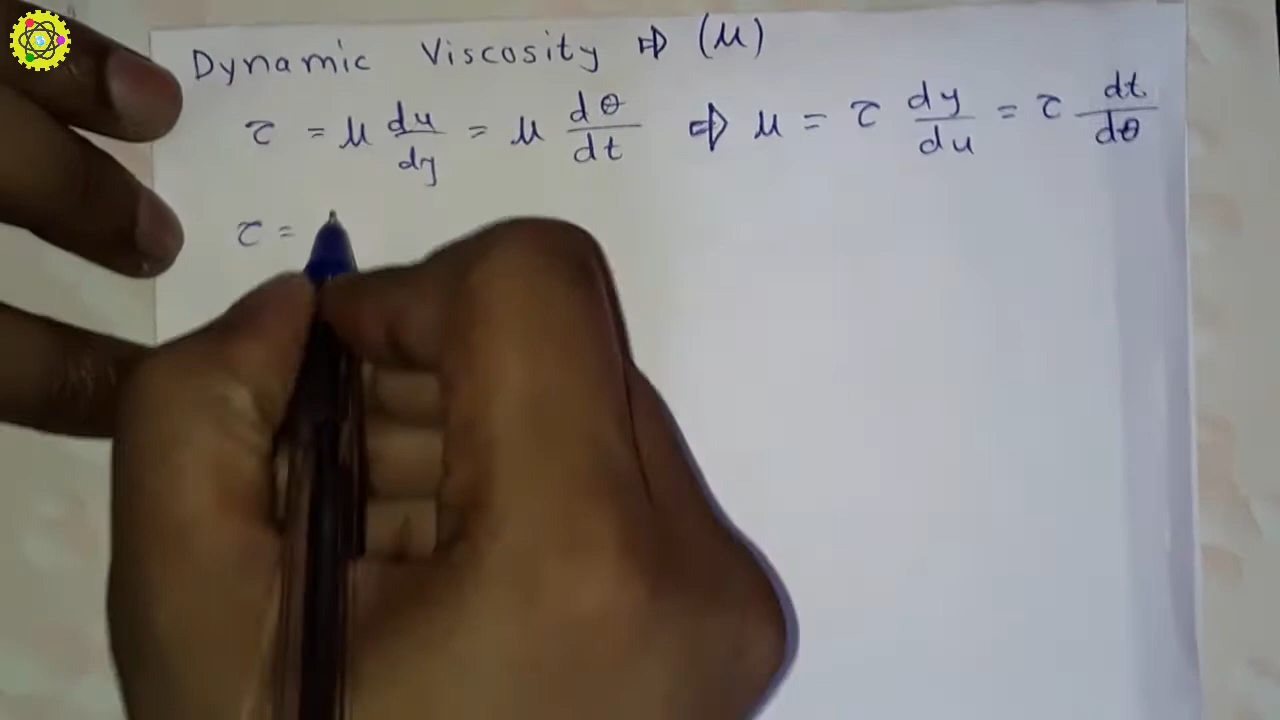 Dynamic Viscosity ⇒ (μ)
τ = μ du/dy = μ dθ/dt ⇒ μ = τ dy/du = τ dt/dθ
τ =